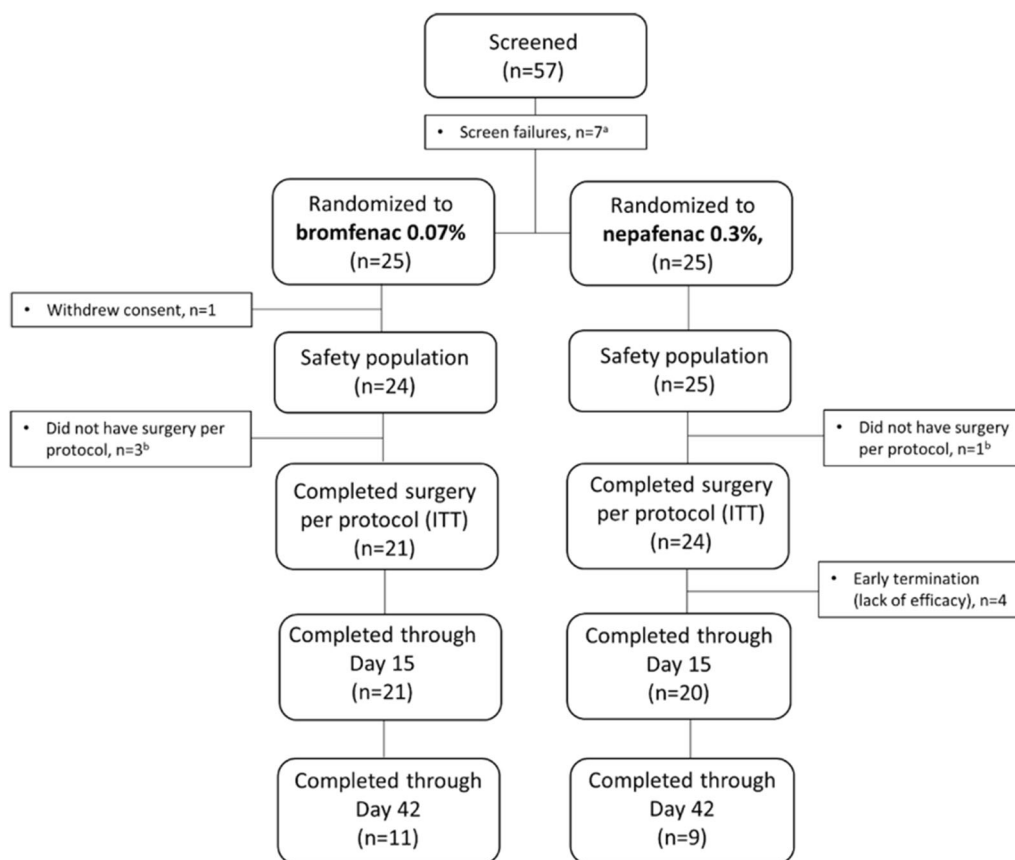 Screened
(n=57)
• Screen failures, n=7ᵃ
Randomized to
bromfenac 0.07%
(n=25)
Randomized to
nepafenac 0.3%,
(n=25)
• Withdrew consent, n=1
Safety population
(n=24)
Safety population
(n=25)
• Did not have surgery per
protocol, n=3ᵇ
• Did not have surgery
per protocol, n=1ᵇ
Completed surgery
per protocol (ITT)
(n=21)
Completed surgery
per protocol (ITT)
(n=24)
• Early termination
(lack of efficacy), n=4
Completed through
Day 15
(n=21)
Completed through
Day 15
(n=20)
Completed through
Day 42
(n=11)
Completed through
Day 42
(n=9)